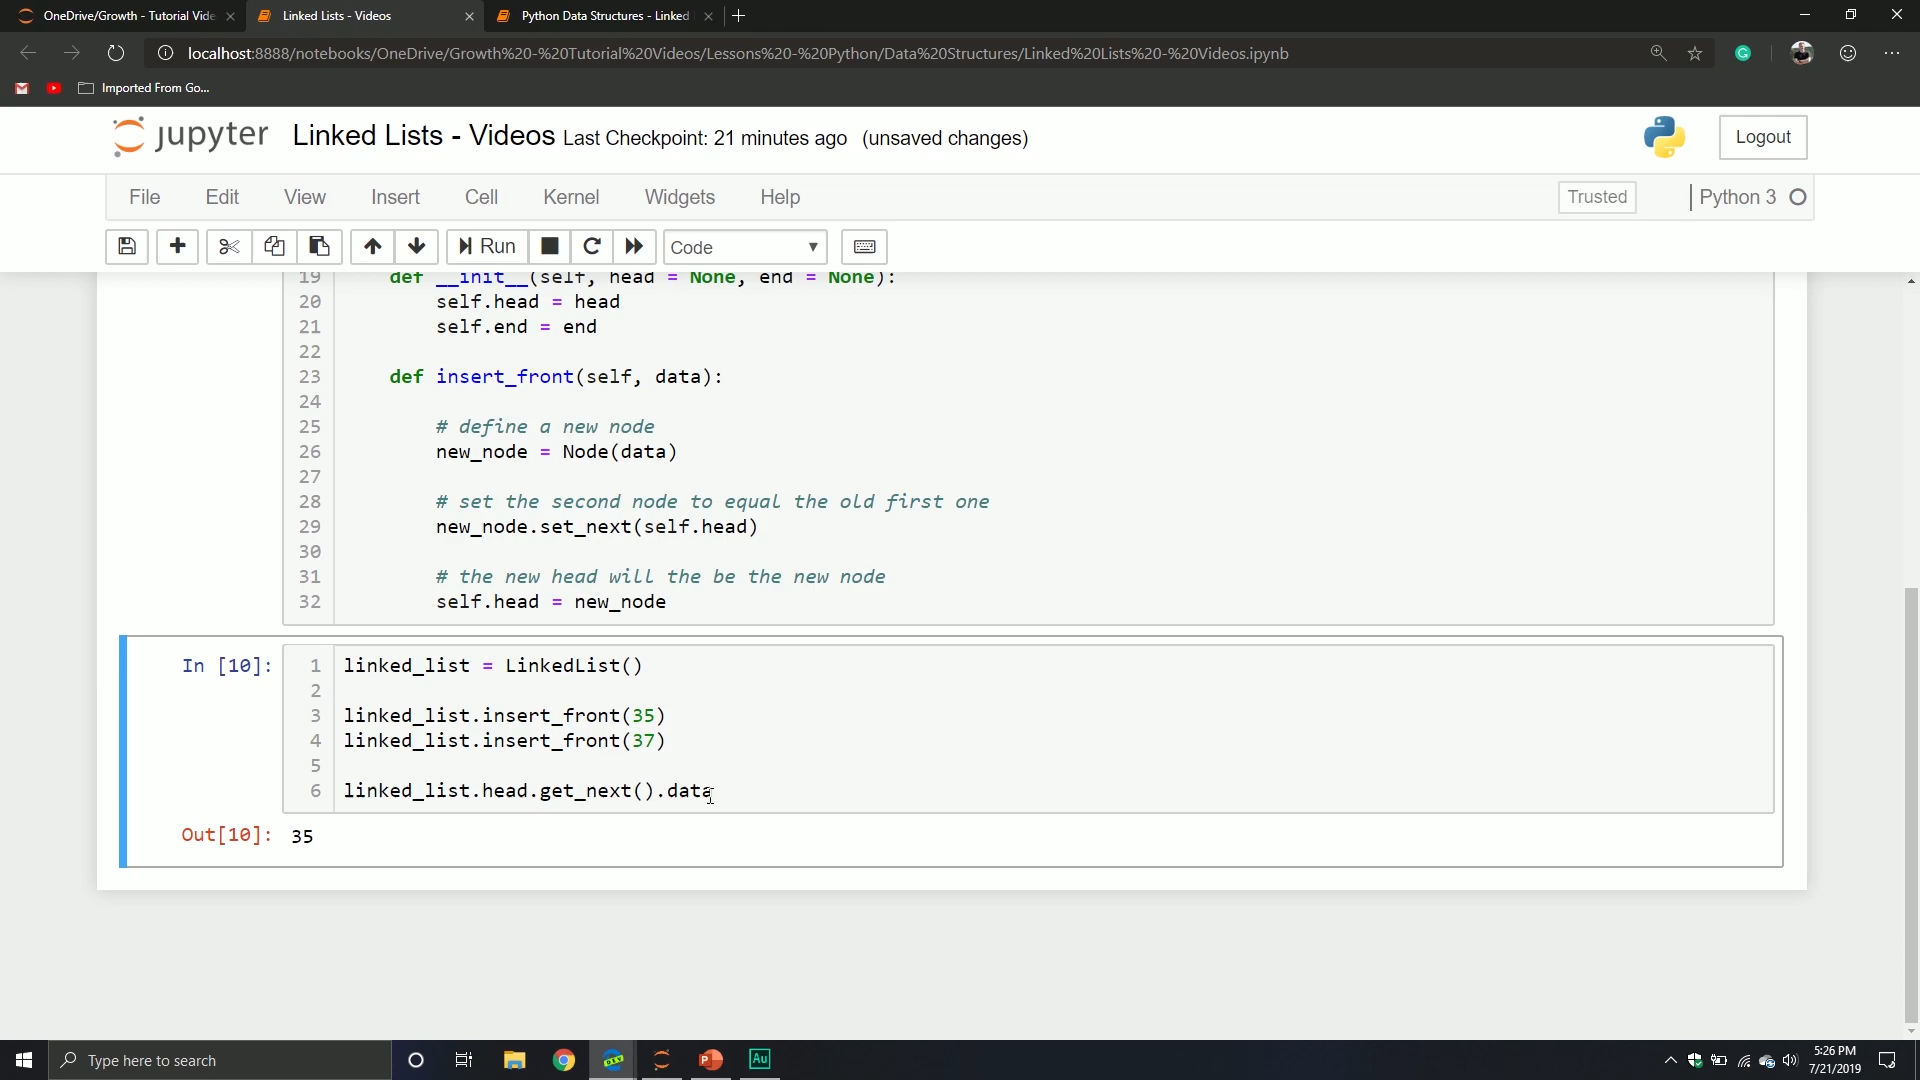 OneDrive/Growth - Tutorial Vide
Linked Lists - Videos
Python Data Structures - Linked
localhost:8888/notebooks/OneDrive/Growth%20-%20Tutorial%20Videos/Lessons%20-%20Python/Data%20Structures/Linked%20Lists%20-%20Videos.ipynb
Imported From Go...
jupyter Linked Lists - Videos Last Checkpoint: 21 minutes ago (unsaved changes)
Logout
File Edit View Insert Cell Kernel Widgets Help
Trusted
Python 3
Run
Code
19 def __init__(self, head = None, end = None):
20 self.head = head
21 self.end = end
22
23 def insert_front(self, data):
24
25 # define a new node
26 new_node = Node(data)
27
28 # set the second node to equal the old first one
29 new_node.set_next(self.head)
30
31 # the new head will the be the new node
32 self.head = new_node
In [10]: 1 linked_list = LinkedList()
2
3 linked_list.insert_front(35)
4 linked_list.insert_front(37)
5
6 linked_list.head.get_next().data
Out[10]: 35
Type here to search
DEV
P
Au
5:26 PM
7/21/2019